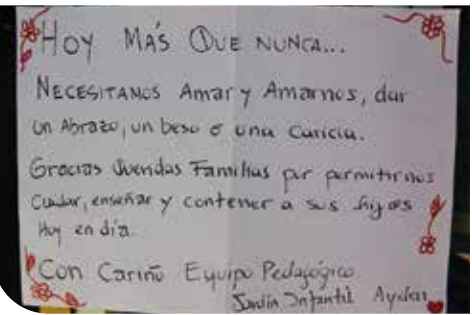 HOY MÁS QUE NUNCA...
NECESITAMOS Amar y Amarnos, dar
un Abrazo, un beso o una caricia.
Gracias Queridas Familias por permitirnos
Cuidar, enseñar y contener a sus hijos
Hoy en día.
Con Cariño Equipo Pedagógico
Jardín Infantil